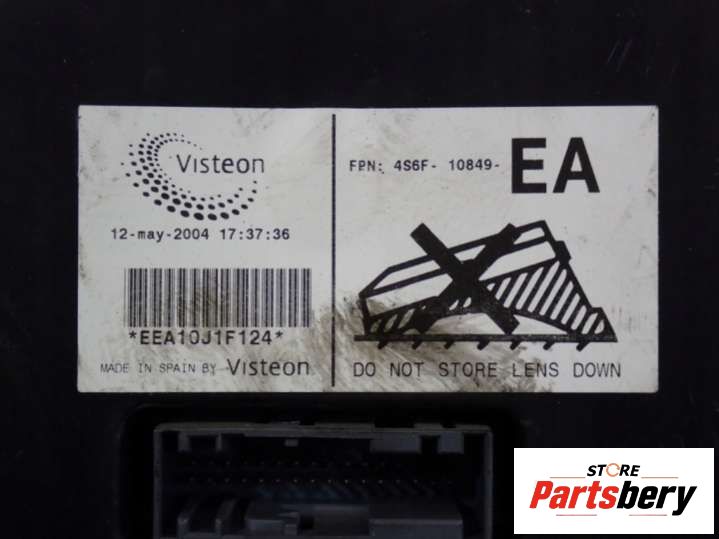 Visteon
12-may-2004 17:37:36
*EEA10J1F124*
MADE IN SPAIN BY Visteon
FPN: 4S6F- 10849- EA
DO NOT STORE LENS DOWN
STORE
Partsbery